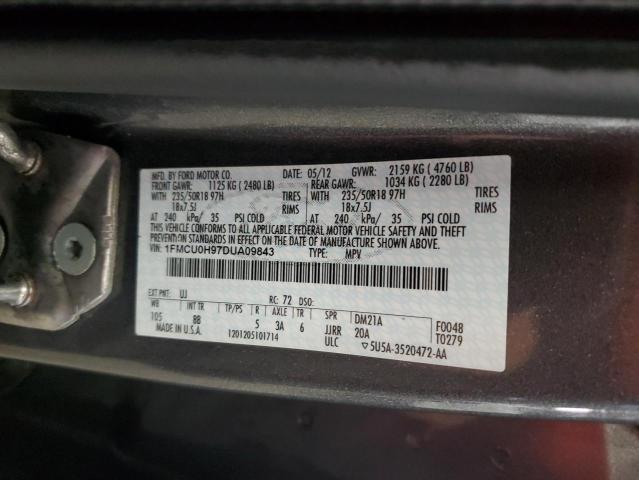 MFD. BY FORD MOTOR CO. DATE: 05/12 GVWR: 2159 KG ( 4760 LB)
FRONT GAWR: 1125 KG ( 2480 LB) REAR GAWR: 1034 KG ( 2280 LB)
WITH 235/50R18 97H TIRES WITH 235/50R18 97H TIRES
18x7.5J RIMS 18x7.5J RIMS
AT 240 kPa/ 35 PSI COLD AT 240 kPa/ 35 PSI COLD
THIS VEHICLE CONFORMS TO ALL APPLICABLE FEDERAL MOTOR VEHICLE SAFETY AND THEFT
PREVENTION STANDARDS IN EFFECT ON THE DATE OF MANUFACTURE SHOWN ABOVE.
VIN: 1FMCU0H97DUA09843 TYPE: MPV
EXT PNT: UJ RC: 72 DSO:
WB INT TR TP/PS R AXLE TR SPR DM21A F0048
105 BB 5 3A 6 JJRR 20A T0279
MADE IN U.S.A. 1201205101714 ULC ▽5U5A-3520472-AA